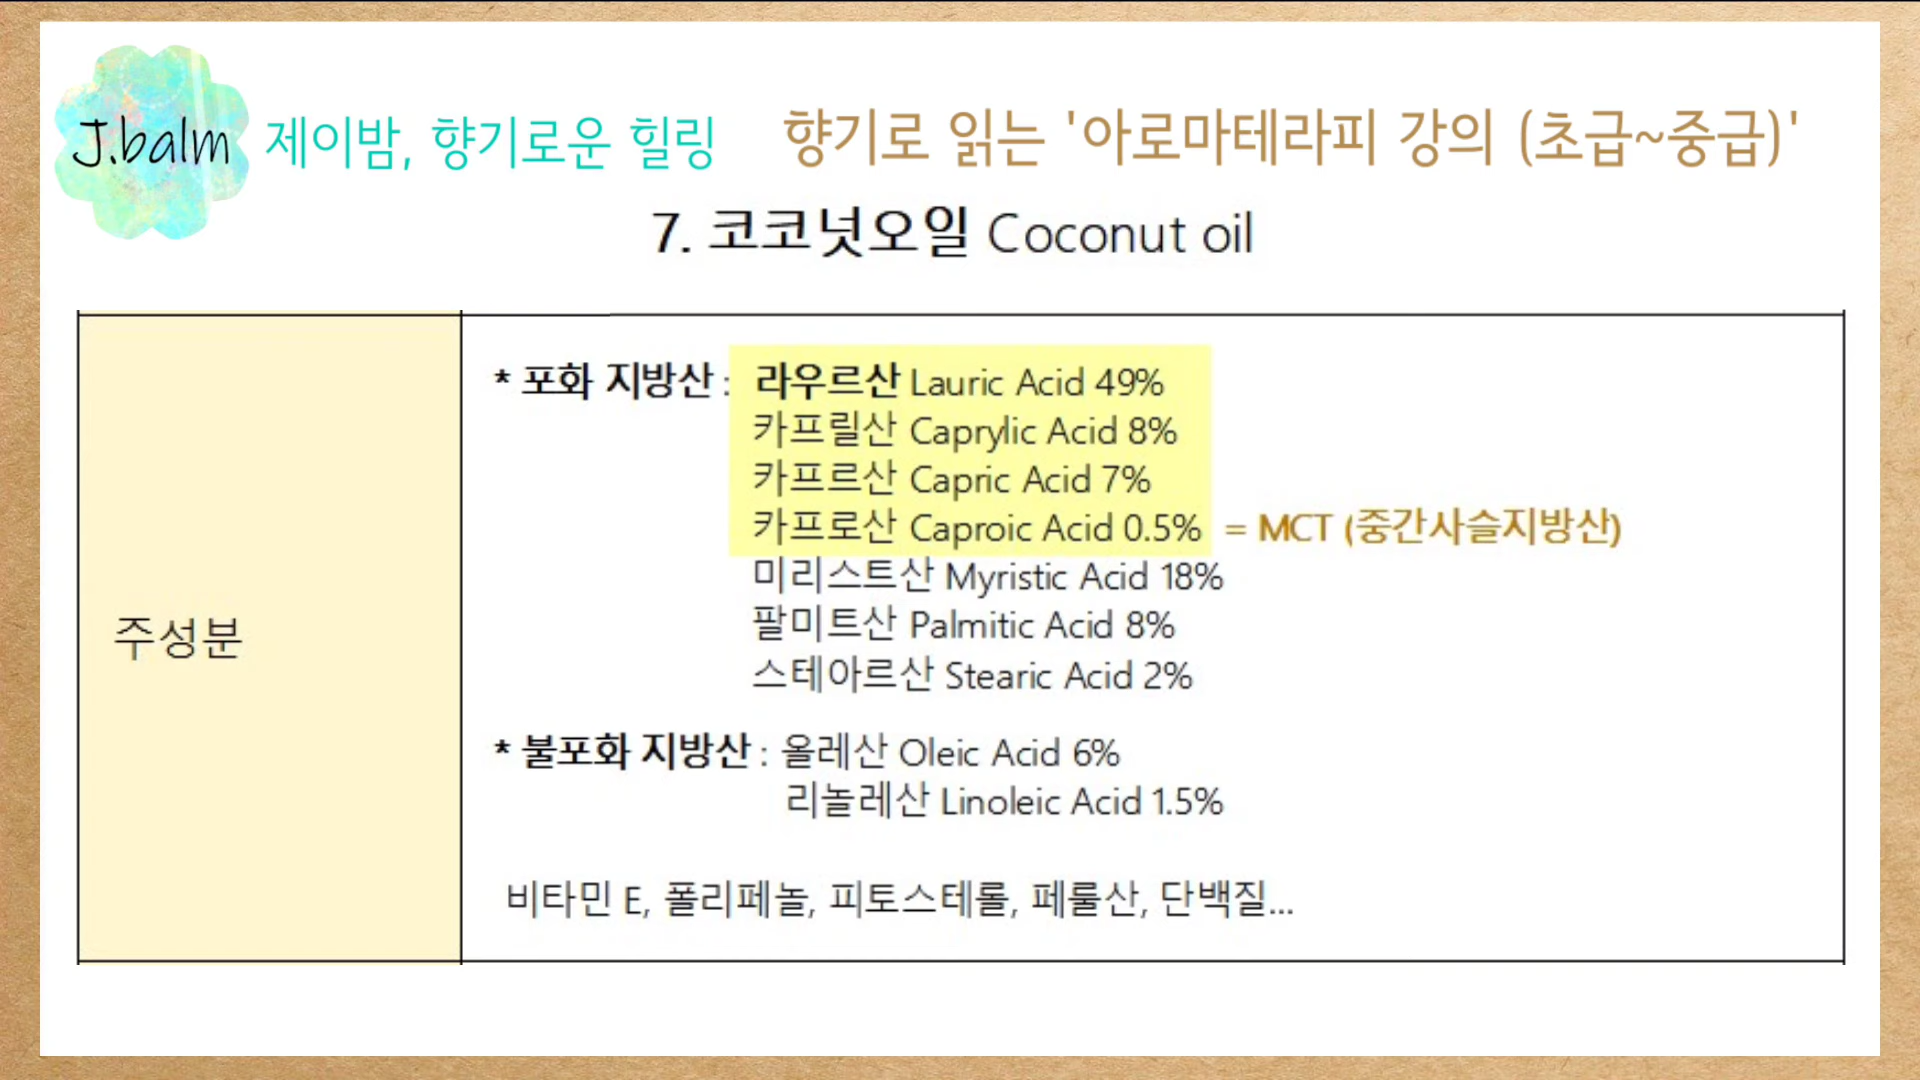 J.balm 제이밤, 향기로운 힐링 향기로 읽는 '아로마테라피 강의 (초급~중급)'
7. 코코넛오일 Coconut oil
* 포화 지방산 : 라우르산 Lauric Acid 49%
카프릴산 Caprylic Acid 8%
카프르산 Capric Acid 7%
카프로산 Caproic Acid 0.5% = MCT (중간사슬지방산)
미리스트산 Myristic Acid 18%
팔미트산 Palmitic Acid 8%
스테아르산 Stearic Acid 2%
주성분
* 불포화 지방산 : 올레산 Oleic Acid 6%
리놀레산 Linoleic Acid 1.5%
비타민 E, 폴리페놀, 피토스테롤, 페룰산, 단백질...